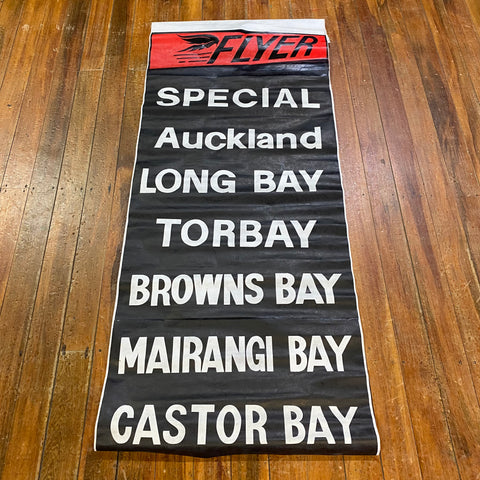 FLYER
SPECIAL
Auckland
LONG BAY
TORBAY
BROWNS BAY
MAIRANGI BAY
CASTOR BAY